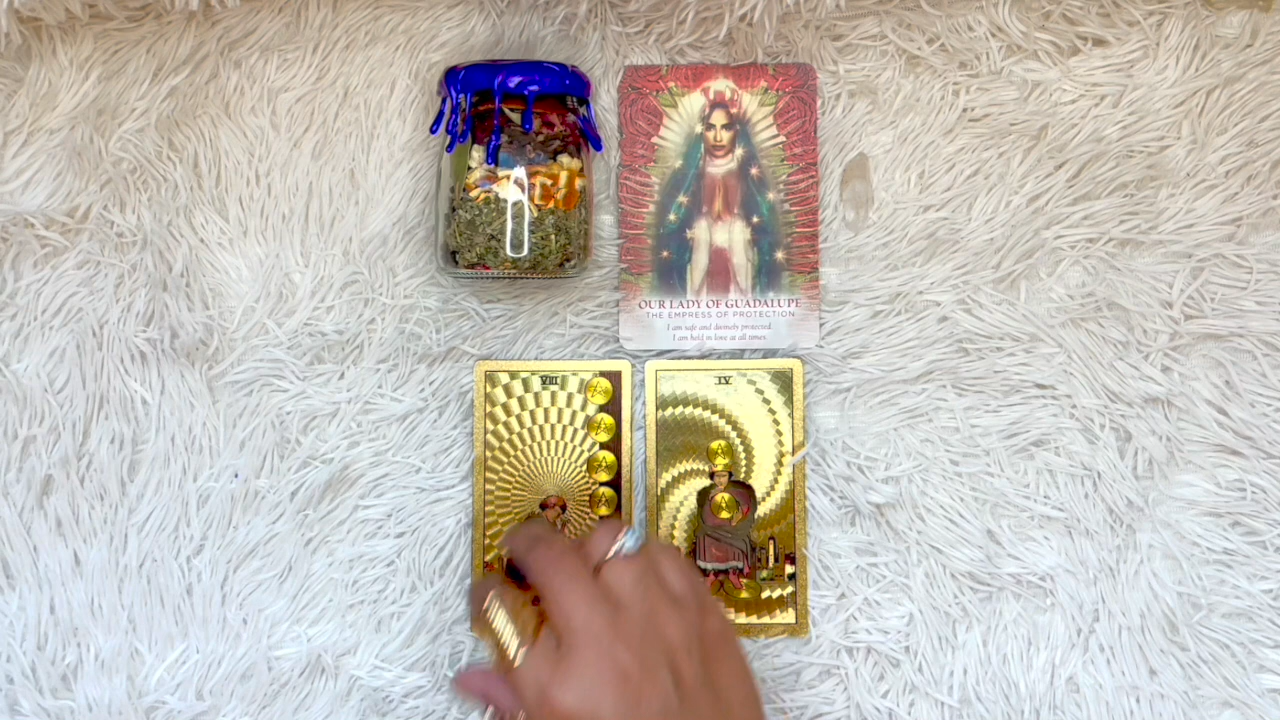 OUR LADY OF GUADALUPE
THE EMPRESS OF PROTECTION
I am safe and divinely protected.
I am held in love at all times.
VIII
IV